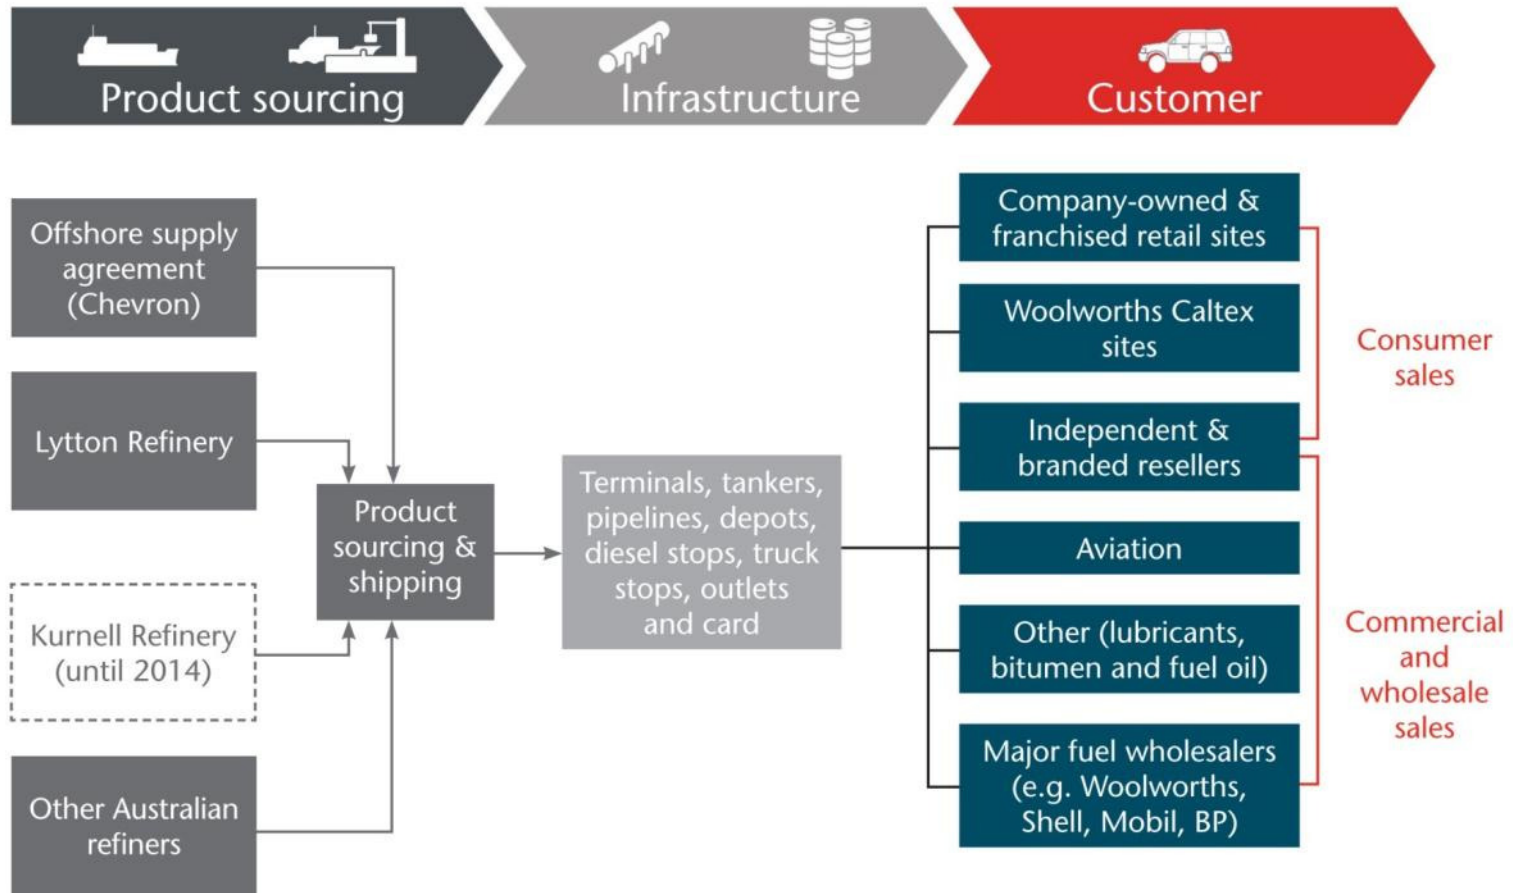 Product sourcing
Infrastructure
Customer
Offshore supply
agreement
(Chevron)
Lytton Refinery
Kurnell Refinery
(until 2014)
Other Australian
refiners
Product
sourcing &
shipping
Terminals, tankers,
pipelines, depots,
diesel stops, truck
stops, outlets
and card
Company-owned &
franchised retail sites
Woolworths Caltex
sites
Independent &
branded resellers
Aviation
Other (lubricants,
bitumen and fuel oil)
Major fuel wholesalers
(e.g. Woolworths,
Shell, Mobil, BP)
Consumer
sales
Commercial
and
wholesale
sales